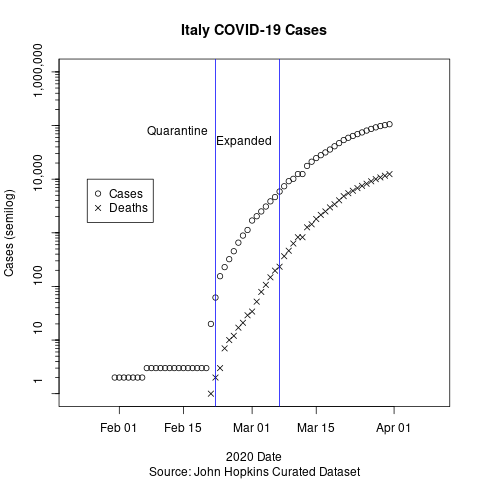 Italy COVID-19 Cases
1,000,000
10,000
100
10
1
Cases (semilog)
Quarantine
Expanded
Cases
Deaths
Feb 01
Feb 15
Mar 01
Mar 15
Apr 01
2020 Date
Source: John Hopkins Curated Dataset